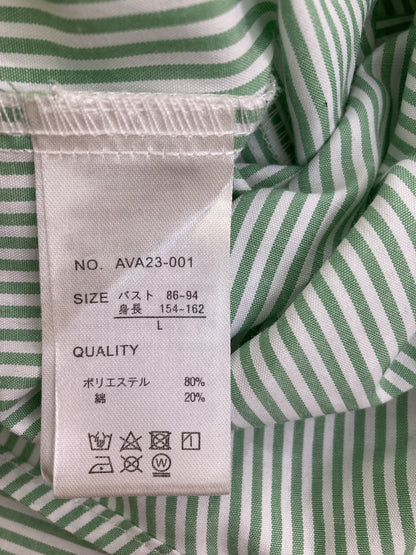 NO. AVA23-001
SIZE バスト 86-94
身長 154-162
L
QUALITY
ポリエステル 80%
綿 20%